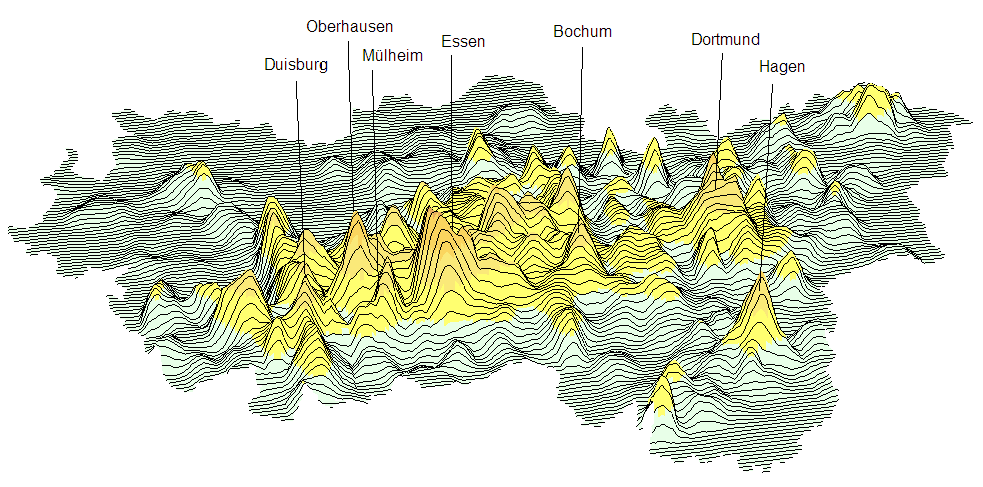 Oberhausen
Mülheim
Essen
Bochum
Dortmund
Duisburg
Hagen